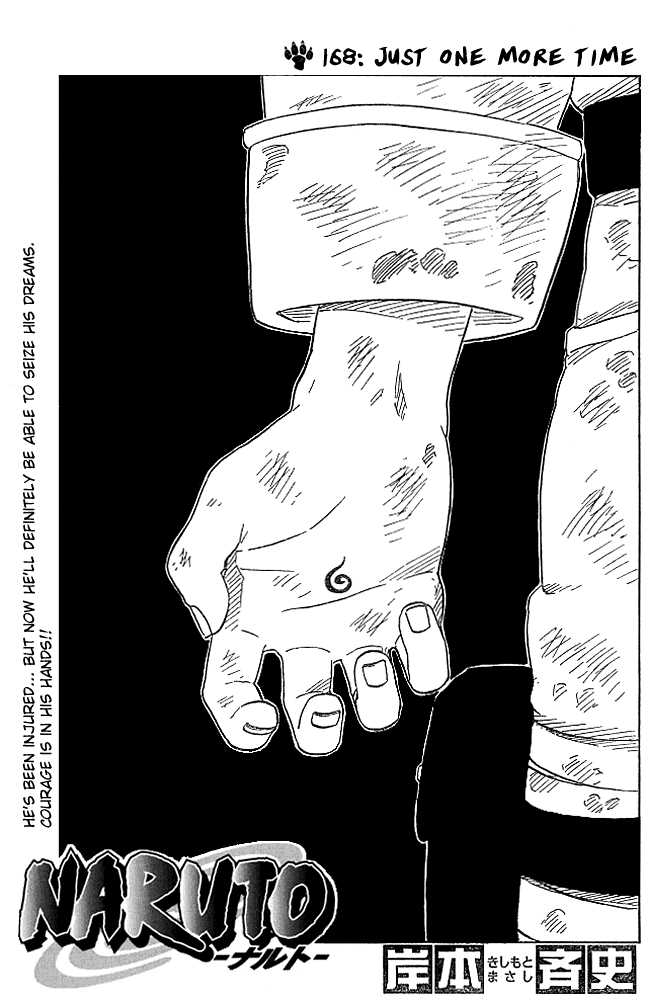 168: JUST ONE MORE TIME
HE'S BEEN INJURED... BUT NOW HE'LL DEFINITELY BE ABLE TO SEIZE HIS DREAMS.
COURAGE IS IN HIS HANDS!!
NARUTO
-ナルト-
岸本斉史
きしもと
まさし